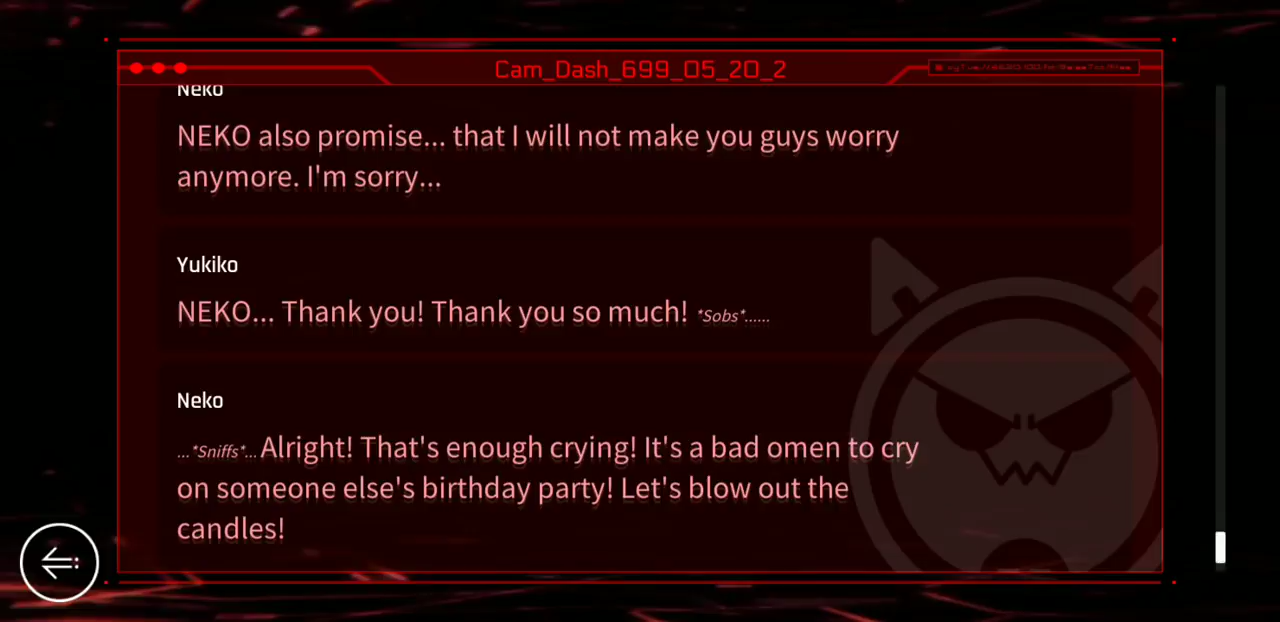 Cam_Dash_699_05_20_2
Neko
NEKO also promise... that I will not make you guys worry
anymore. I'm sorry...
Yukiko
NEKO... Thank you! Thank you so much! *Sobs*......
Neko
...*Sniffs*... Alright! That's enough crying! It's a bad omen to cry
on someone else's birthday party! Let's blow out the
candles!